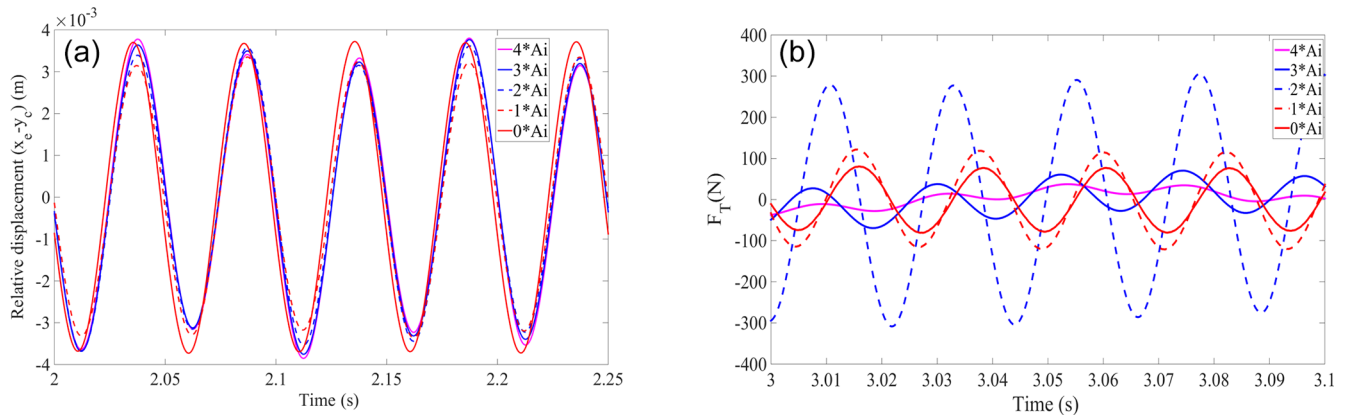 ×10⁻³
(a)
Relative displacement (xₑ-y꜀) (m)
4
3
2
1
0
-1
-2
-3
-4
4*Ai
3*Ai
2*Ai
1*Ai
0*Ai
2
2.05
2.1
2.15
2.2
2.25
Time (s)
(b)
F_T(N)
400
300
200
100
0
-100
-200
-300
-400
4*Ai
3*Ai
2*Ai
1*Ai
0*Ai
3
3.01
3.02
3.03
3.04
3.05
3.06
3.07
3.08
3.09
3.1
Time (s)